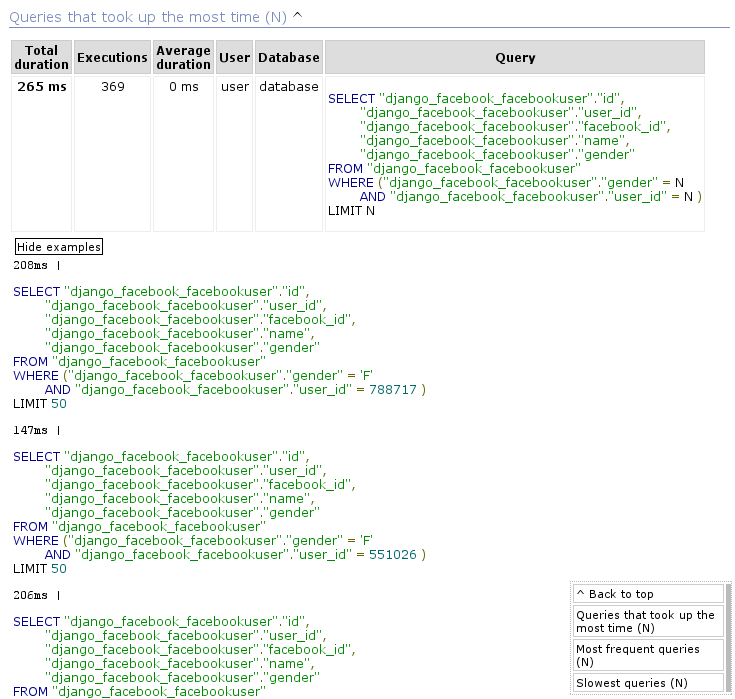 Queries that took up the most time (N) ^
Total duration Executions Average duration User Database Query
265 ms 369 0 ms user database
SELECT "django_facebook_facebookuser"."id",
"django_facebook_facebookuser"."user_id",
"django_facebook_facebookuser"."facebook_id",
"django_facebook_facebookuser"."name",
"django_facebook_facebookuser"."gender"
FROM "django_facebook_facebookuser"
WHERE ("django_facebook_facebookuser"."gender" = N
AND "django_facebook_facebookuser"."user_id" = N )
LIMIT N
Hide examples
208ms |
SELECT "django_facebook_facebookuser"."id",
"django_facebook_facebookuser"."user_id",
"django_facebook_facebookuser"."facebook_id",
"django_facebook_facebookuser"."name",
"django_facebook_facebookuser"."gender"
FROM "django_facebook_facebookuser"
WHERE ("django_facebook_facebookuser"."gender" = 'F'
AND "django_facebook_facebookuser"."user_id" = 788717 )
LIMIT 50
147ms |
SELECT "django_facebook_facebookuser"."id",
"django_facebook_facebookuser"."user_id",
"django_facebook_facebookuser"."facebook_id",
"django_facebook_facebookuser"."name",
"django_facebook_facebookuser"."gender"
FROM "django_facebook_facebookuser"
WHERE ("django_facebook_facebookuser"."gender" = 'F'
AND "django_facebook_facebookuser"."user_id" = 551026 )
LIMIT 50
206ms |
SELECT "django_facebook_facebookuser"."id",
"django_facebook_facebookuser"."user_id",
"django_facebook_facebookuser"."facebook_id",
"django_facebook_facebookuser"."name",
"django_facebook_facebookuser"."gender"
FROM "django_facebook_facebookuser"
^ Back to top
Queries that took up the
most time (N)
Most frequent queries
(N)
Slowest queries (N)